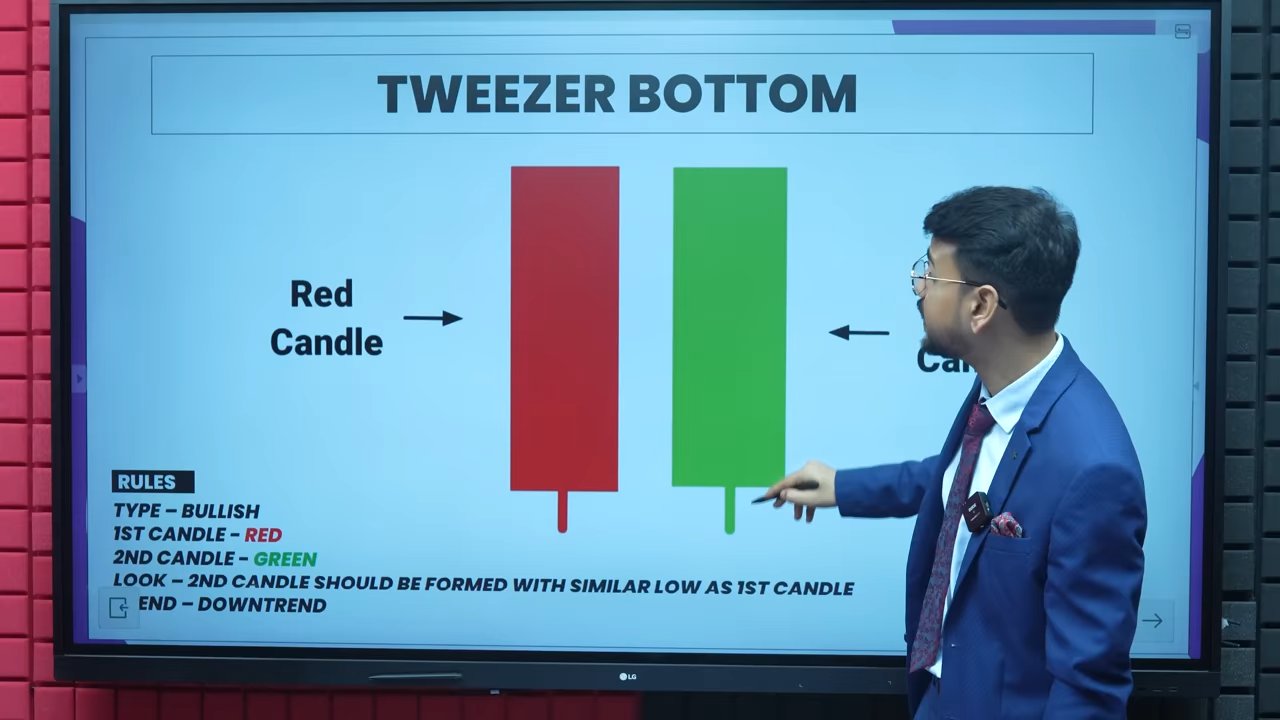 TWEEZER BOTTOM
Red
Candle
RULES
TYPE – BULLISH
1ST CANDLE – RED
2ND CANDLE – GREEN
LOOK – 2ND CANDLE SHOULD BE FORMED WITH SIMILAR LOW AS 1ST CANDLE
END – DOWNTREND
LG